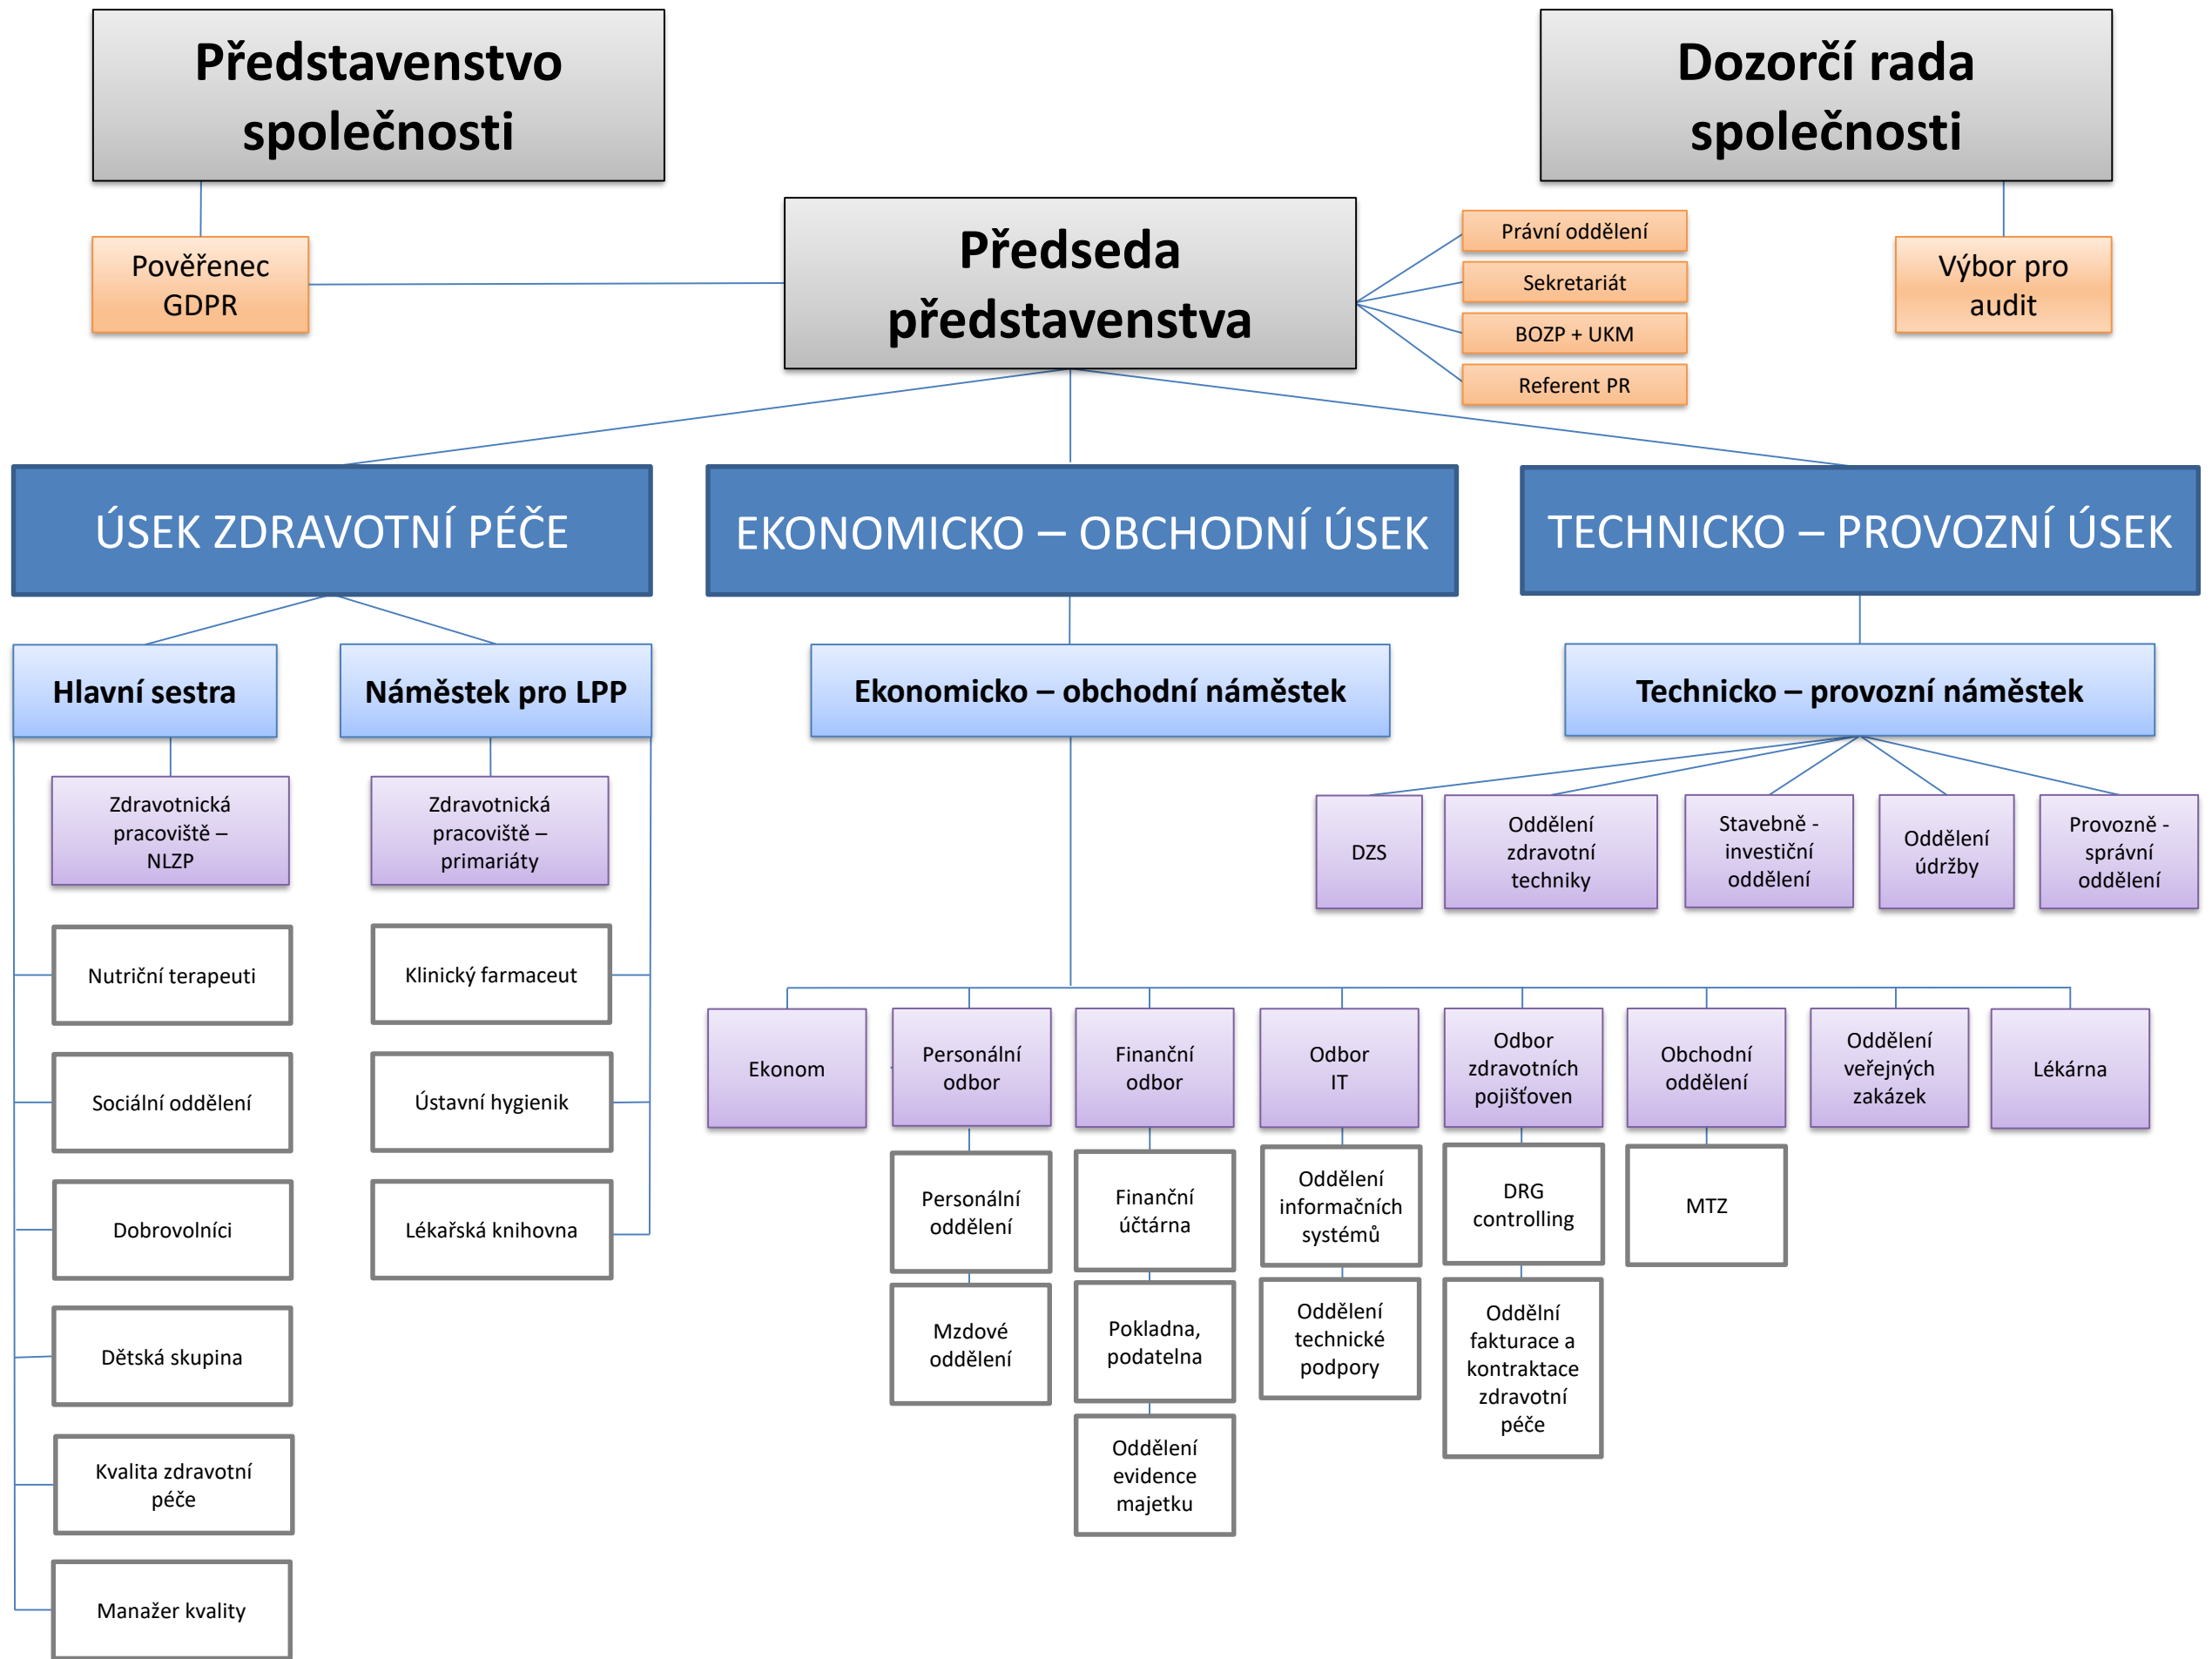 Představenstvo
společnosti
Dozorčí rada
společnosti
Pověřenec
GDPR
Předseda
představenstva
Právní oddělení
Sekretariát
BOZP + UKM
Referent PR
Výbor pro
audit
ÚSEK ZDRAVOTNÍ PÉČE
EKONOMICKO – OBCHODNÍ ÚSEK
TECHNICKO – PROVOZNÍ ÚSEK
Hlavní sestra
Náměstek pro LPP
Ekonomicko – obchodní náměstek
Technicko – provozní náměstek
Zdravotnická
pracoviště –
NLZP
Zdravotnická
pracoviště –
primariáty
DZS
Oddělení
zdravotní
techniky
Stavebně -
investiční
oddělení
Oddělení
údržby
Provozně -
správní
oddělení
Nutriční terapeuti
Sociální oddělení
Dobrovolníci
Dětská skupina
Kvalita zdravotní
péče
Manažer kvality
Klinický farmaceut
Ústavní hygienik
Lékařská knihovna
Ekonom
Personální
odbor
Finanční
odbor
Odbor
IT
Odbor
zdravotních
pojišťoven
Obchodní
oddělení
Oddělení
veřejných
zakázek
Lékárna
Personální
oddělení
Mzdové
oddělení
Finanční
účtárna
Pokladna,
podatelna
Oddělení
evidence
majetku
Oddělení
informačních
systémů
Oddělení
technické
podpory
DRG
controlling
Oddělní
fakturace a
kontraktace
zdravotní
péče
MTZ